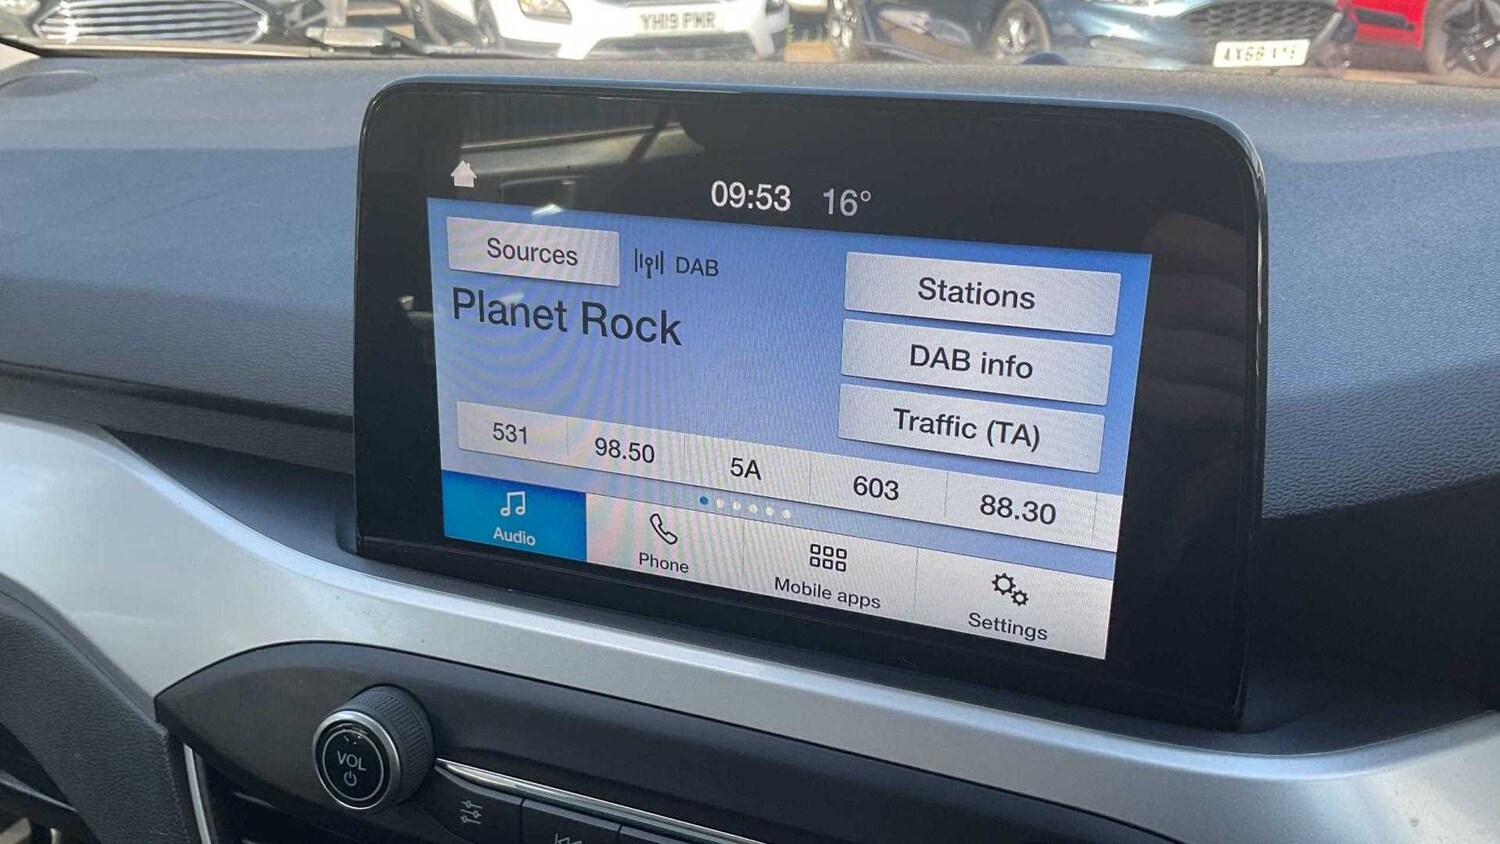 YH19 PWR
09:53 16°
Sources
DAB
Stations
Planet Rock
DAB info
Traffic (TA)
531 98.50 5A 603 88.30
Audio
Phone
Mobile apps
Settings
VOL